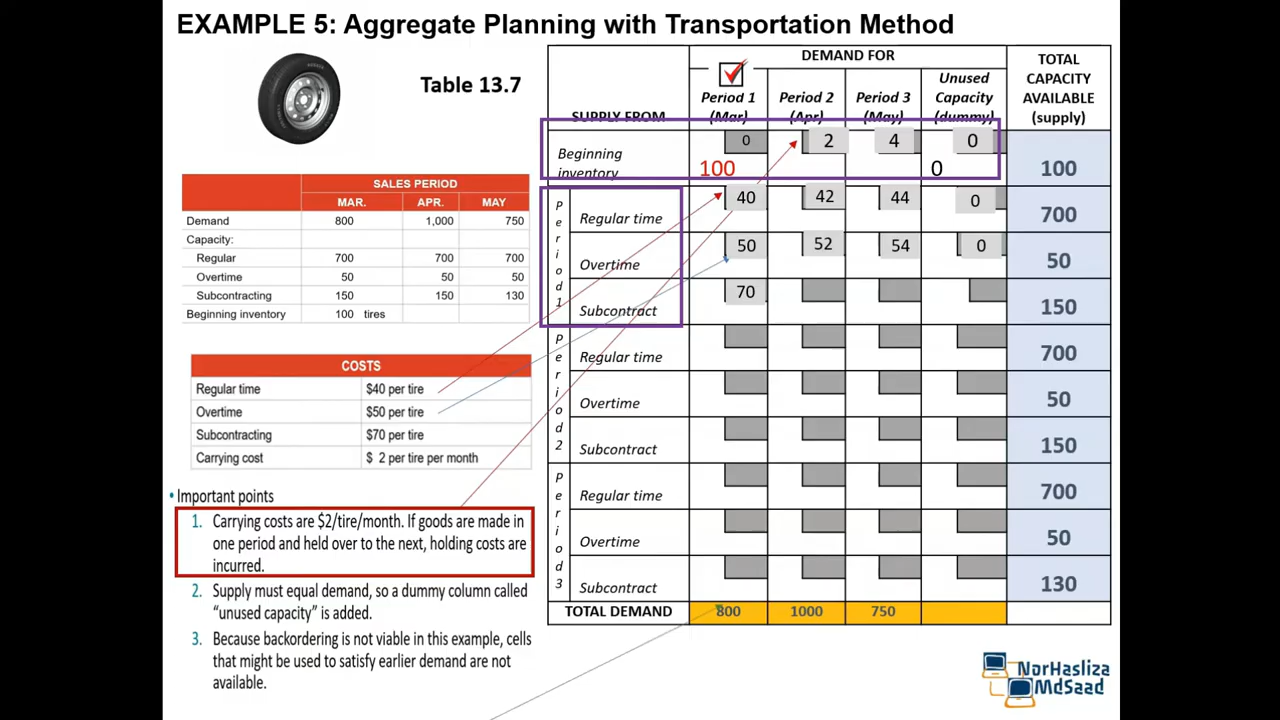 EXAMPLE 5: Aggregate Planning with Transportation Method
Table 13.7
SALES PERIOD
MAR. APR. MAY
Demand 800 1,000 750
Capacity:
Regular 700 700 700
Overtime 50 50 50
Subcontracting 150 150 130
Beginning inventory 100 tires
COSTS
Regular time $40 per tire
Overtime $50 per tire
Subcontracting $70 per tire
Carrying cost $ 2 per tire per month
• Important points
1. Carrying costs are $2/tire/month. If goods are made in
one period and held over to the next, holding costs are
incurred.
2. Supply must equal demand, so a dummy column called
“unused capacity” is added.
3. Because backordering is not viable in this example, cells
that might be used to satisfy earlier demand are not
available.
DEMAND FOR
SUPPLY FROM
Period 1
(Mar)
Period 2
(Apr)
Period 3
(May)
Unused
Capacity
(dummy)
TOTAL
CAPACITY
AVAILABLE
(supply)
Beginning
inventory
0 2 4 0
100 0 100
Period 1
Regular time 40 42 44 0 700
Overtime 50 52 54 0 50
Subcontract 70 150
Period 2
Regular time 700
Overtime 50
Subcontract 150
Period 3
Regular time 700
Overtime 50
Subcontract 130
TOTAL DEMAND 800 1000 750
NorHasliza
MdSaad